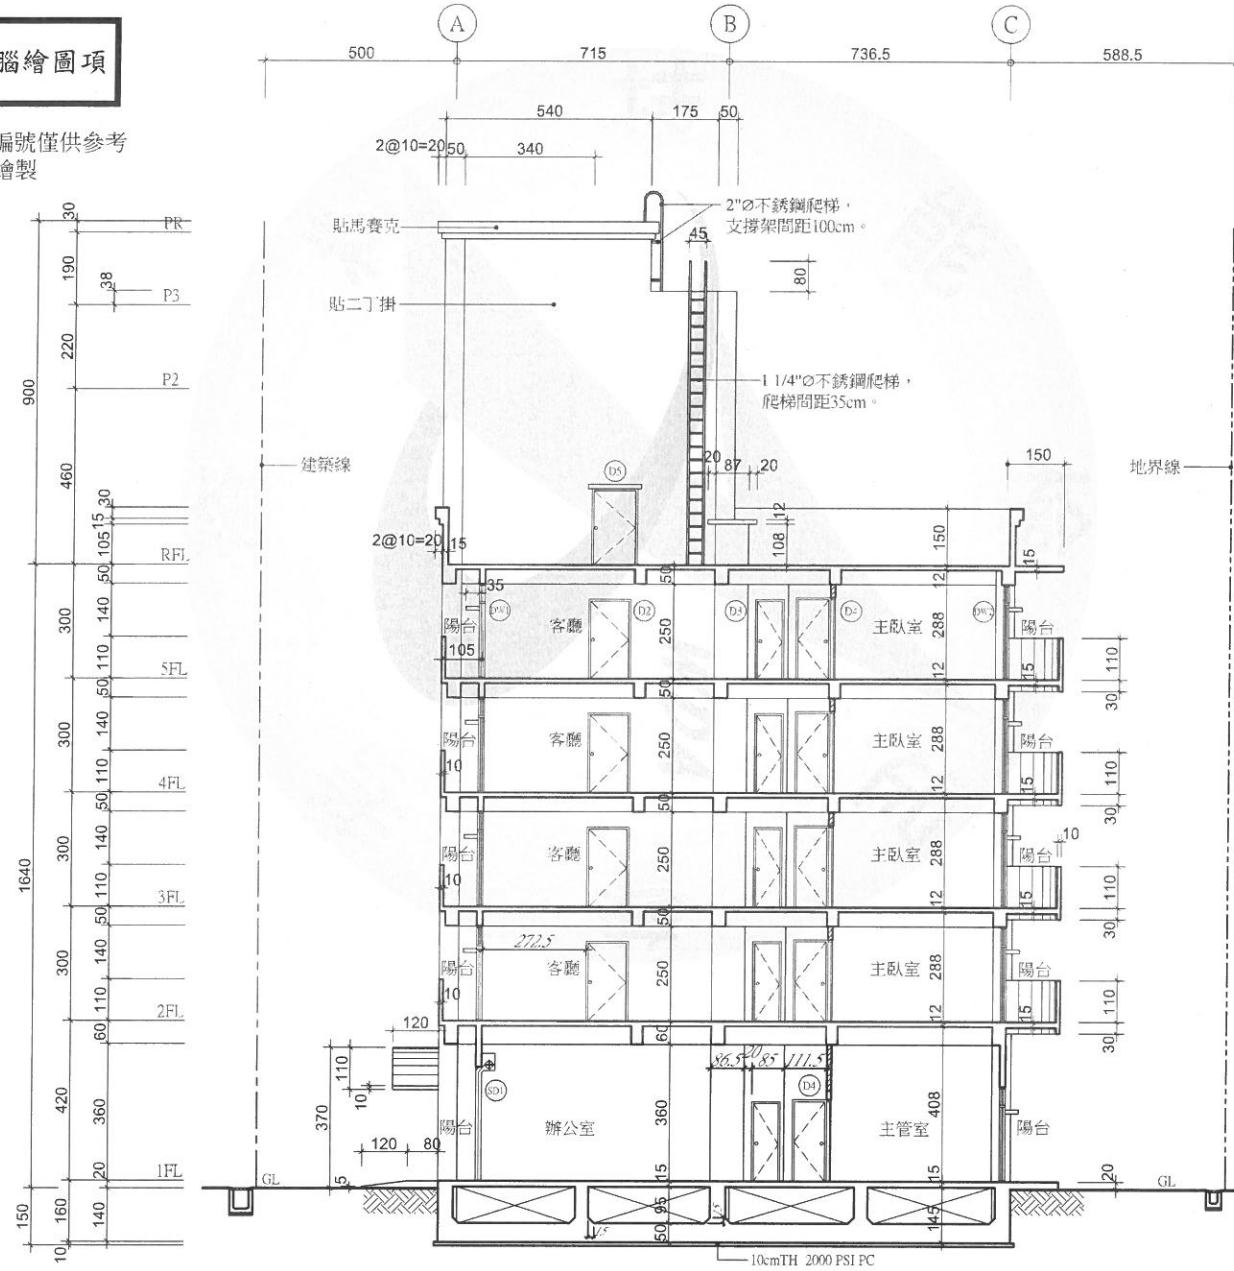 腦繪圖項
編號僅供參考
繪製
A B C
500 715 736.5 588.5
540 175 50
2@10=20 50 340
2"Ø不銹鋼爬梯，
支撐架間距100cm。
貼馬賽克
45
80
貼二丁掛
1 1/4"Ø不銹鋼爬梯，
爬梯間距35cm。
建築線
地界線
150
D5
20 87 20
12
108
150
15
2@10=20 15
30 PR
190 38 P3
220 P2
900
460
30
15
105
RFL
50
300 140
110
5FL
50
300 140
110
4FL
50
300 140
110
3FL
1640
50
300 140
110
2FL
60
420 360
20
1FL
150 160 140
10
35
50 12
陽台 DW1 客廳 D2 250 D3 D4 主臥室 288 DW2 陽台
105 12 15 110
50 30
陽台 客廳 250 主臥室 288 陽台
10 12 15 110
50 30
陽台 客廳 250 主臥室 288 陽台 10
10 12 15 110
50 30
272.5
陽台 客廳 250 主臥室 288 陽台
10 12 15 110
120 60 30
86.5 20 85 111.5
370 110 10 SD1 D4
360 408
陽台 辦公室 主管室 陽台
120 80
GL 5 15 15 20 GL
95 15
15 50 145
10cmTH 2000 PSI PC